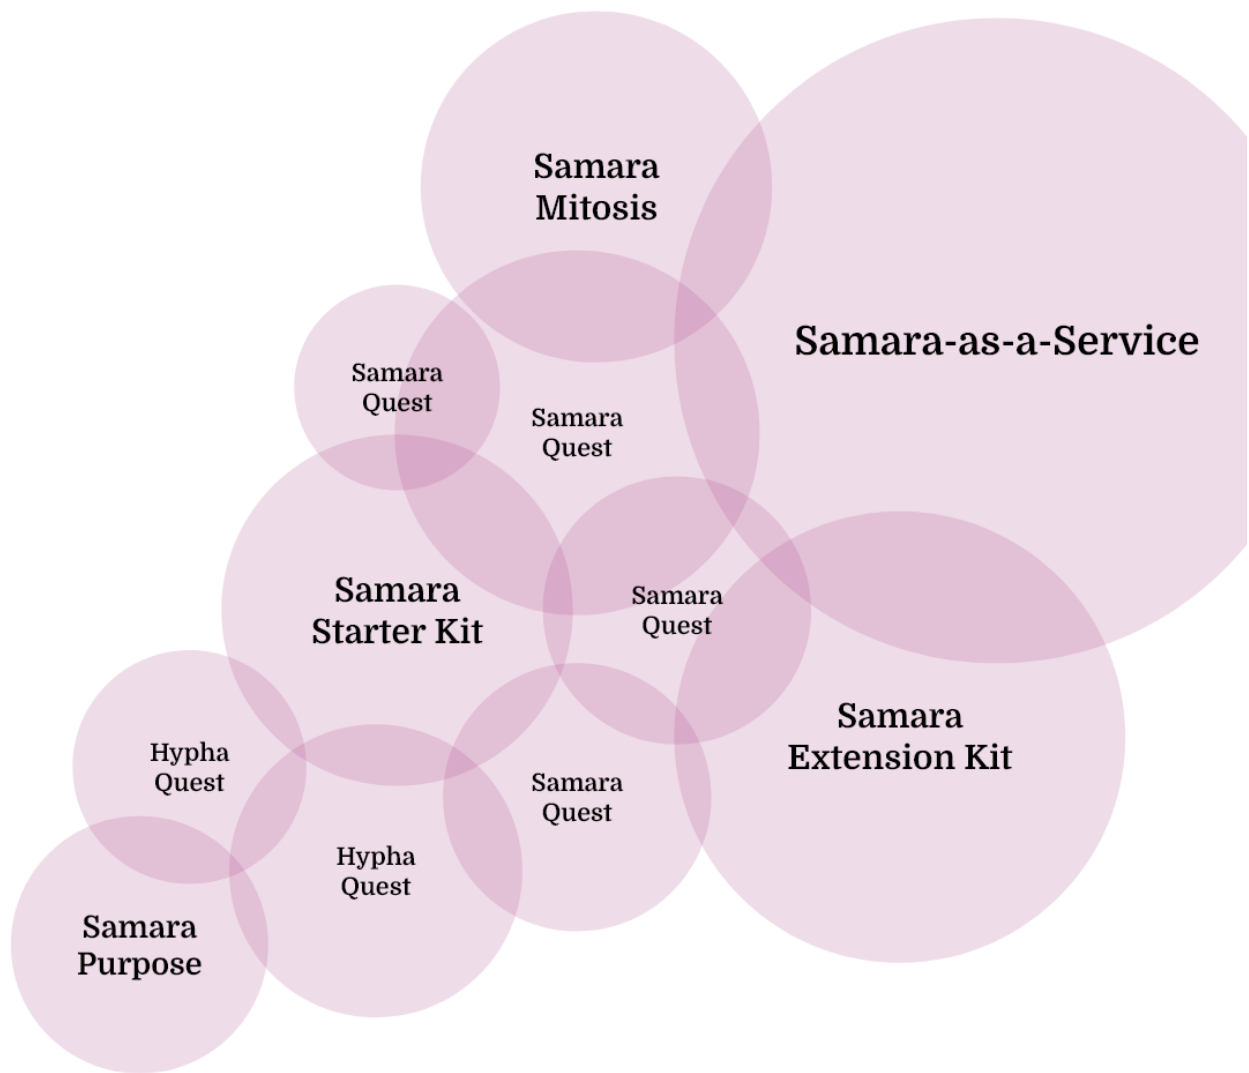 Samara
Mitosis
Samara-as-a-Service
Samara
Quest
Samara
Quest
Samara
Starter Kit
Samara
Quest
Samara
Extension Kit
Hypha
Quest
Samara
Quest
Hypha
Quest
Samara
Purpose